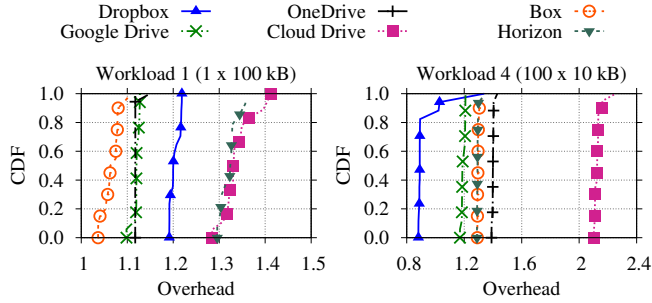 Dropbox OneDrive Box
Google Drive Cloud Drive Horizon
Workload 1 (1 x 100 kB) Workload 4 (100 x 10 kB)
CDF
1.0
0.8
0.6
0.4
0.2
0.0
1 1.1 1.2 1.3 1.4 1.5
Overhead
CDF
1.0
0.8
0.6
0.4
0.2
0.0
0.8 1.2 1.6 2 2.4
Overhead